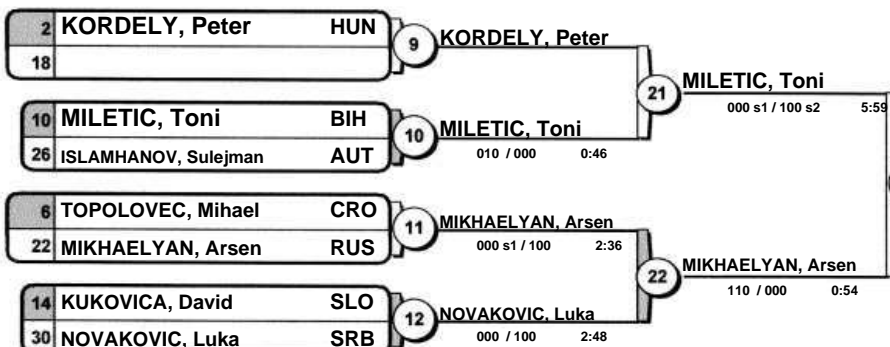 2 KORDELY, Peter HUN
18
9
KORDELY, Peter
10 MILETIC, Toni BIH
26 ISLAMHANOV, Sulejman AUT
10
MILETIC, Toni
010 / 000 0:46
21
MILETIC, Toni
000 s1 / 100 s2 5:59
6 TOPOLOVEC, Mihael CRO
22 MIKHAELYAN, Arsen RUS
11
MIKHAELYAN, Arsen
000 s1 / 100 2:36
14 KUKOVICA, David SLO
30 NOVAKOVIC, Luka SRB
12
NOVAKOVIC, Luka
000 / 100 2:48
22
MIKHAELYAN, Arsen
110 / 000 0:54